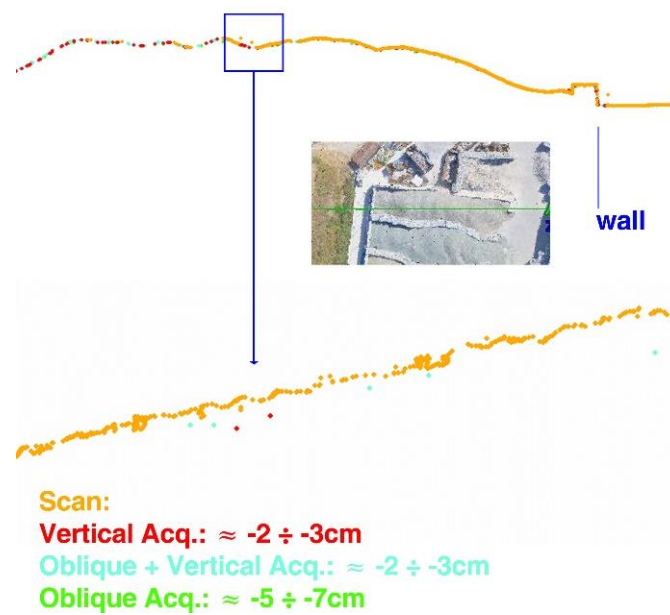 wall
Scan:
Vertical Acq.: ≈ -2 ÷ -3cm
Oblique + Vertical Acq.: ≈ -2 ÷ -3cm
Oblique Acq.: ≈ -5 ÷ -7cm